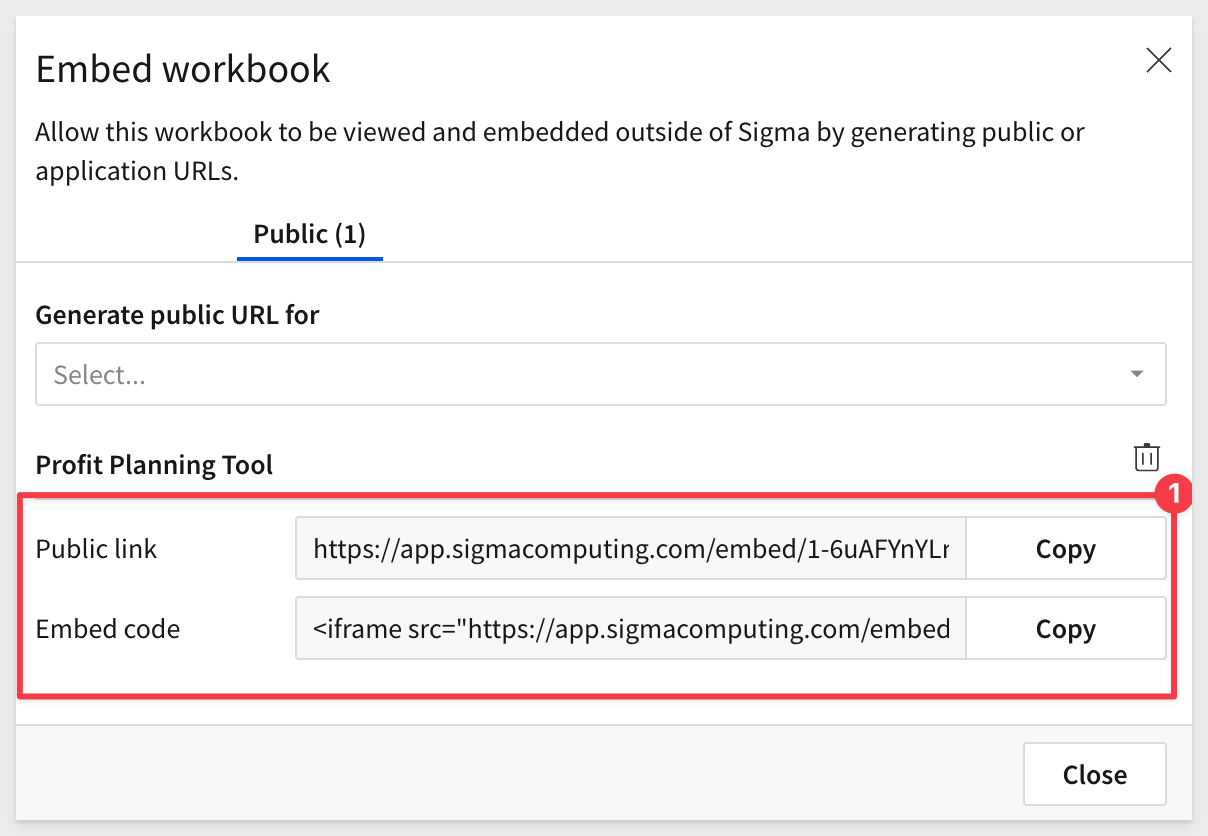 Embed workbook
Allow this workbook to be viewed and embedded outside of Sigma by generating public or
application URLs.
Public (1)
Generate public URL for
Select...
Profit Planning Tool
1
Public link
https://app.sigmacomputing.com/embed/1-6uAFYnYLr
Copy
Embed code
<iframe src="https://app.sigmacomputing.com/embed
Copy
Close